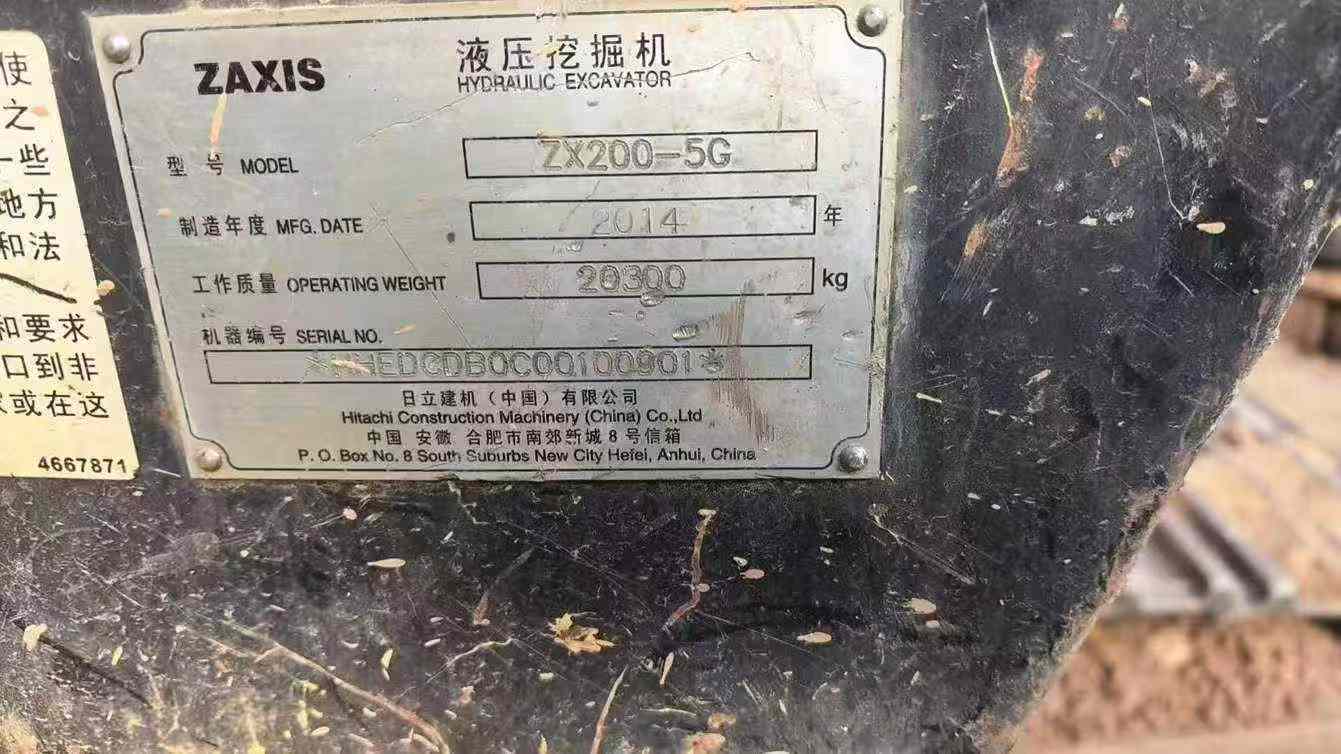 使
之
一些
地方
和法
和要求
口到非
或在这
4667871
ZAXIS
液压挖掘机
HYDRAULIC EXCAVATOR
型号 MODEL ZX200-5G
制造年度 MFG. DATE 2014 年
工作质量 OPERATING WEIGHT 20300 kg
机器编号 SERIAL NO.
日立建机（中国）有限公司
Hitachi Construction Machinery (China) Co.,Ltd
中国 安徽 合肥市南郊新城8号信箱
P. O. Box No. 8 South Suburbs New City Hefei, Anhui, China